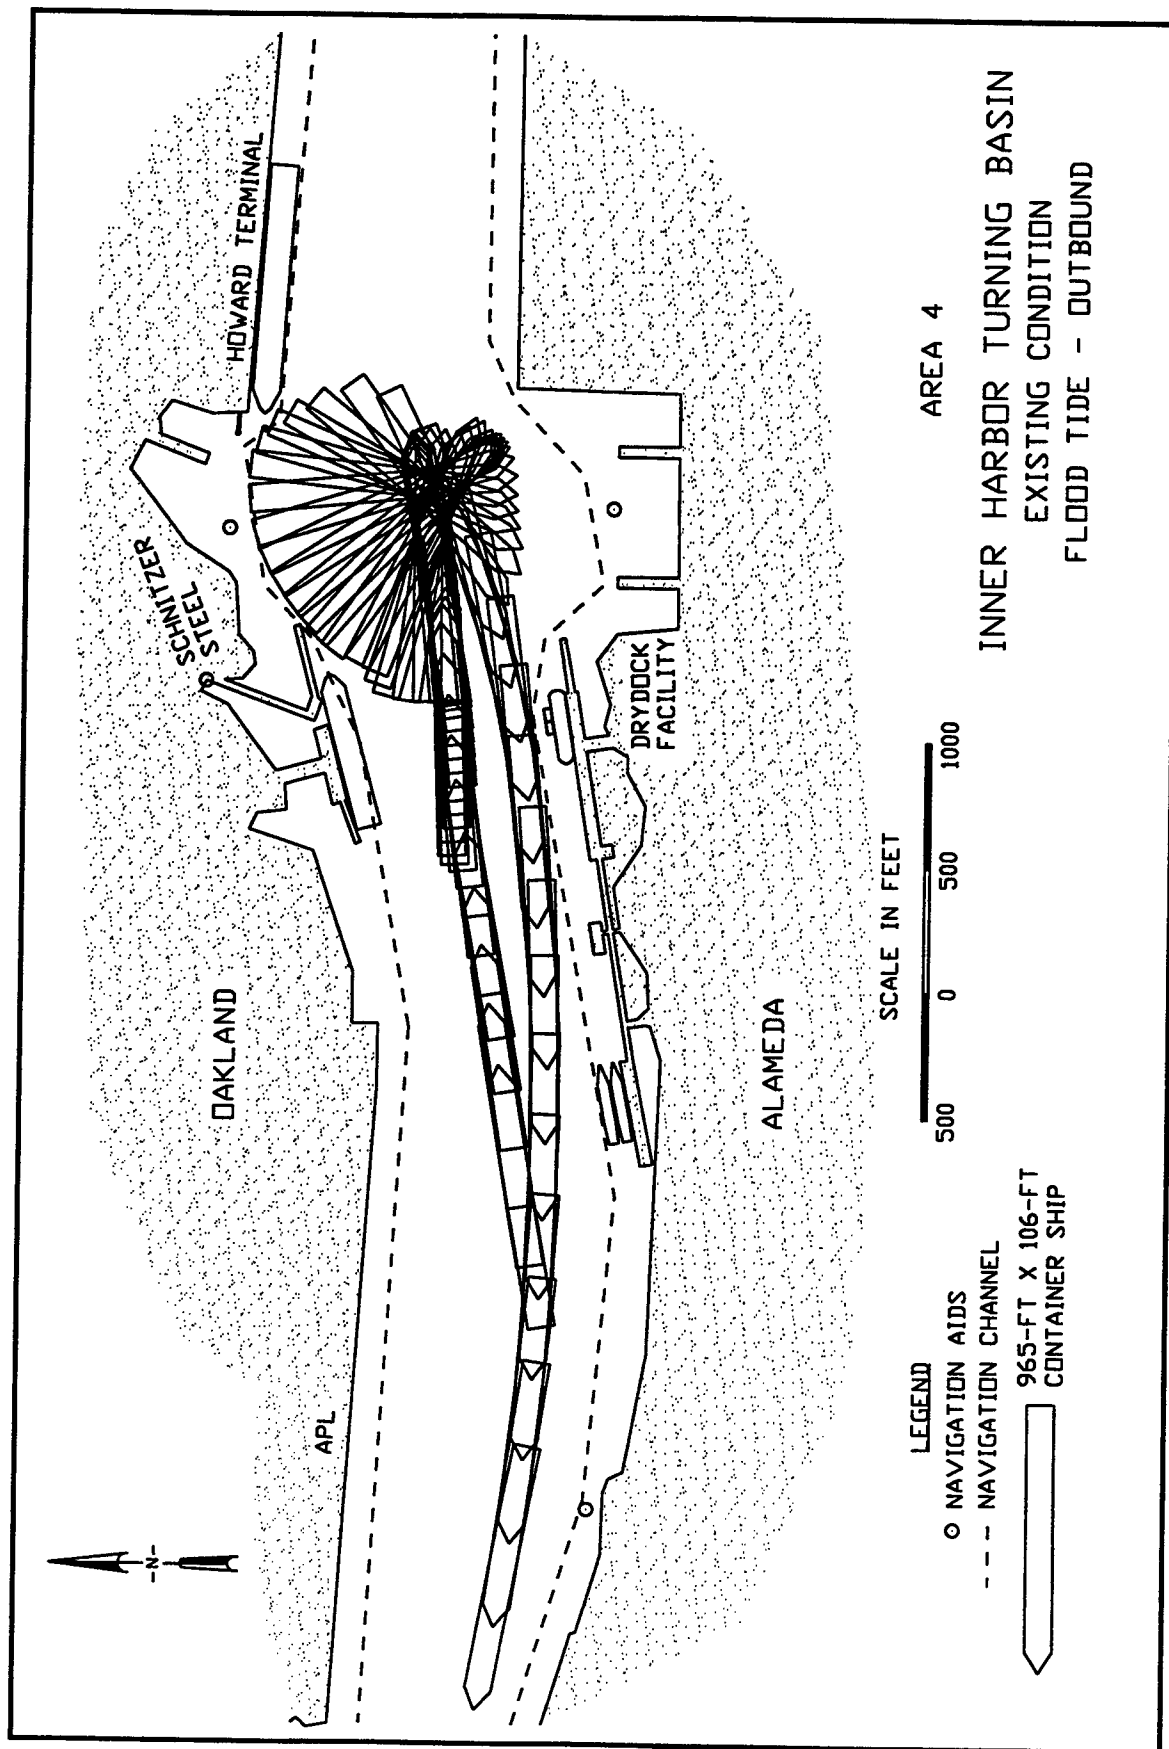 HOWARD TERMINAL
SCHNITZER
STEEL
OAKLAND
APL
-N-
DRYDOCK
FACILITY
ALAMEDA
SCALE IN FEET
500 0 500 1000
LEGEND
NAVIGATION AIDS
--- NAVIGATION CHANNEL
965-FT X 106-FT
CONTAINER SHIP
AREA 4
INNER HARBOR TURNING BASIN
EXISTING CONDITION
FLOOD TIDE - OUTBOUND